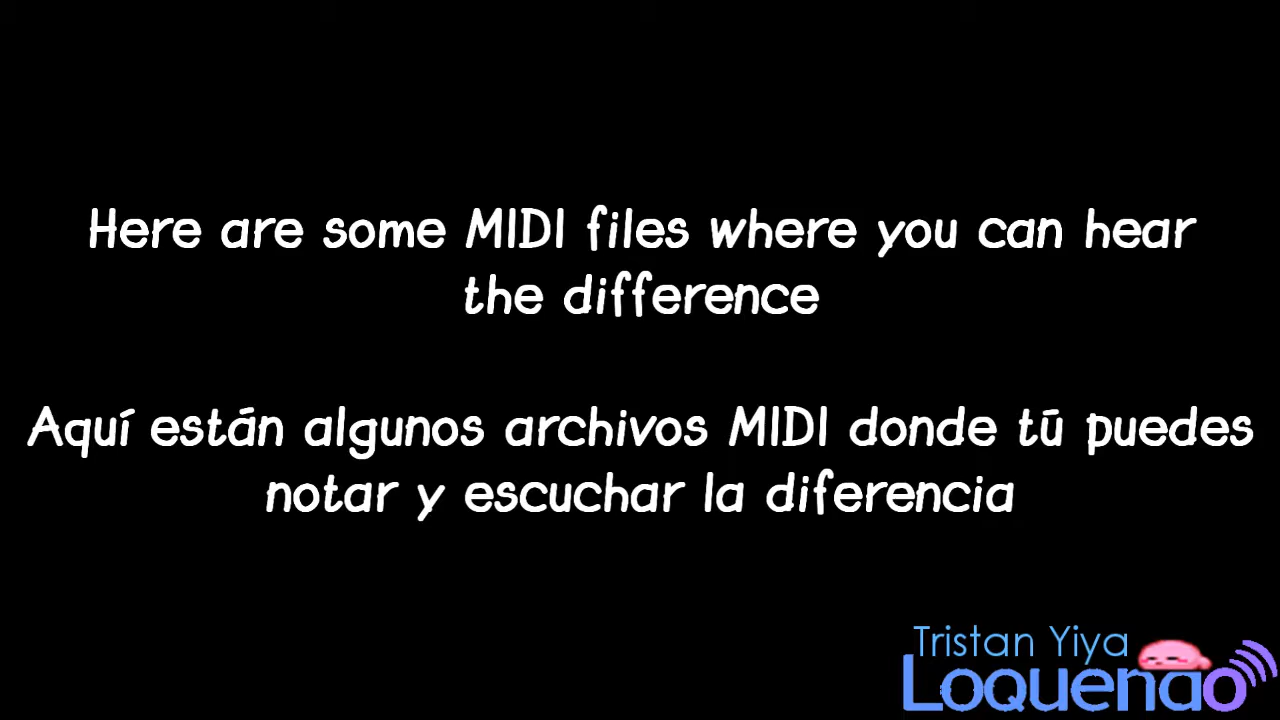 Here are some MIDI files where you can hear
the difference
Aquí están algunos archivos MIDI donde tú puedes
notar y escuchar la diferencia
Tristan Yiya
Loquendo